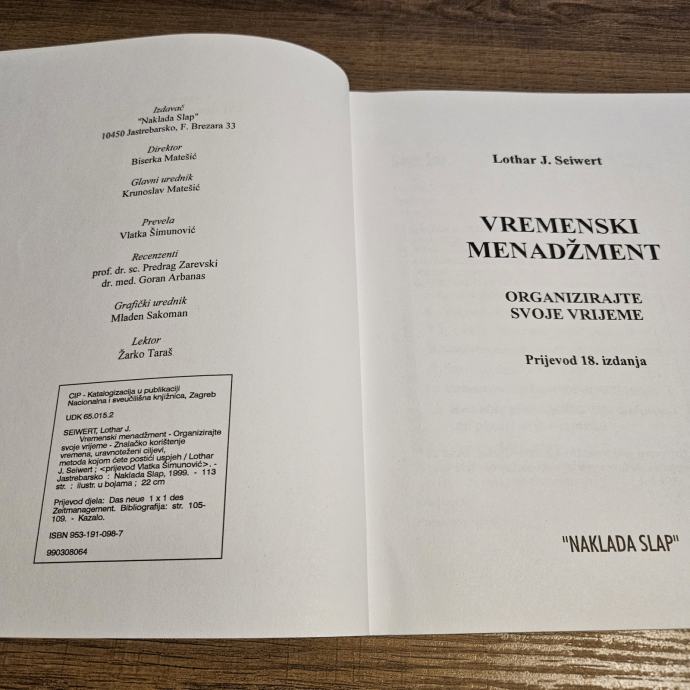 Izdavač
"Naklada Slap"
10450 Jastrebarsko, F. Brezara 33
Direktor
Biserka Matešić
Glavni urednik
Krunoslav Matešić
Prevela
Vlatka Šimunović
Recenzenti
prof. dr. sc. Predrag Zarevski
dr. med. Goran Arbanas
Grafički urednik
Mladen Sakoman
Lektor
Žarko Taraš
CIP - Katalogizacija u publikaciji
Nacionalna i sveučilišna knjižnica, Zagreb
UDK 65.015.2
SEIWERT, Lothar J.
Vremenski menadžment - Organizirajte
svoje vrijeme - Znalačko korištenje
vremena, uravnoteženi ciljevi,
metoda kojom ćete postići uspjeh / Lothar
J. Seiwert ; <prijevod Vlatka Šimunović>. -
Jastrebarsko : Naklada Slap, 1999. - 113
str. : ilustr. u bojama ; 22 cm
Prijevod djela: Das neue 1 x 1 des
Zeitmanagement. Bibliografija: str. 105-
109. - Kazalo.
ISBN 953-191-098-7
990308064
Lothar J. Seiwert
VREMENSKI
MENADŽMENT
ORGANIZIRAJTE
SVOJE VRIJEME
Prijevod 18. izdanja
"NAKLADA SLAP"